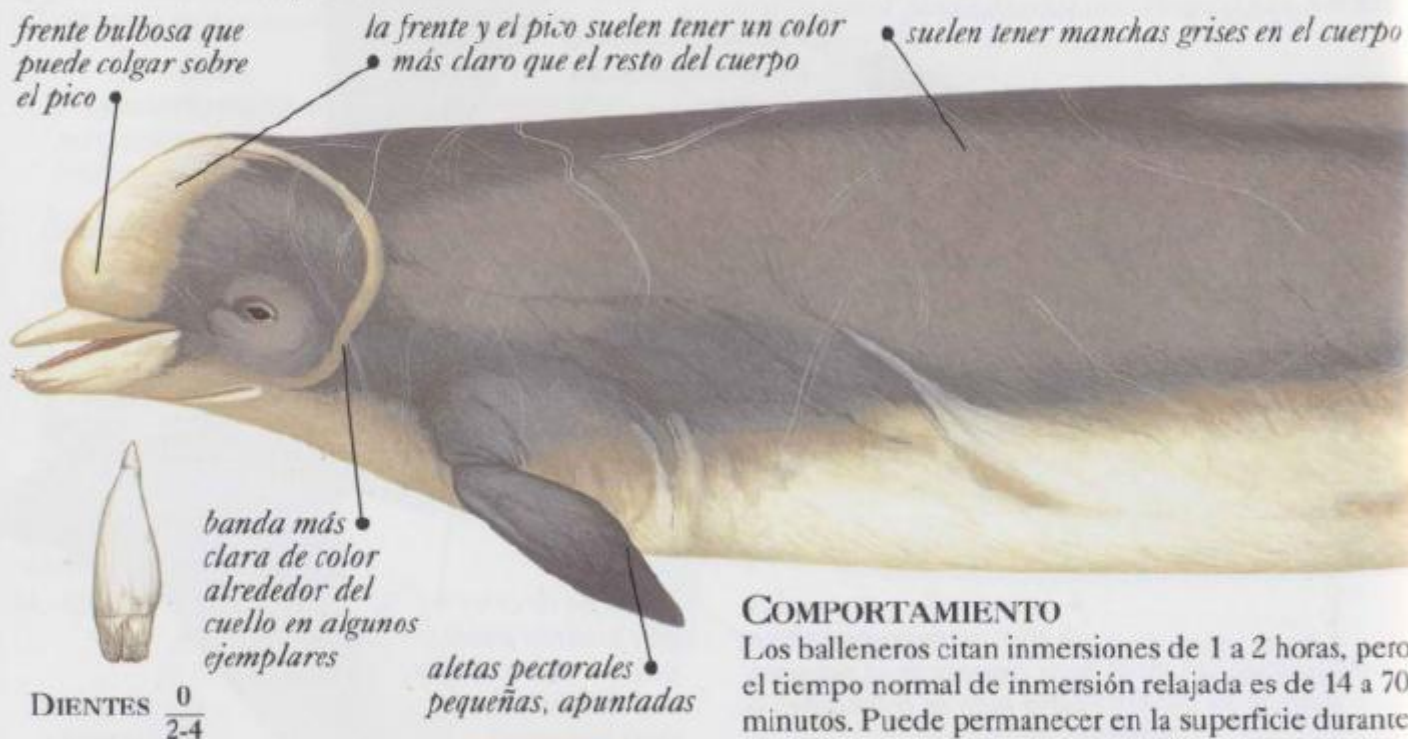 frente bulbosa que
puede colgar sobre
el pico
la frente y el pico suelen tener un color
más claro que el resto del cuerpo
suelen tener manchas grises en el cuerpo
banda más
clara de color
alrededor del
cuello en algunos
ejemplares
aletas pectorales
pequeñas, apuntadas
DIENTES 0
2-4
COMPORTAMIENTO
Los balleneros citan inmersiones de 1 a 2 horas, pero
el tiempo normal de inmersión relajada es de 14 a 70
minutos. Puede permanecer en la superficie durante